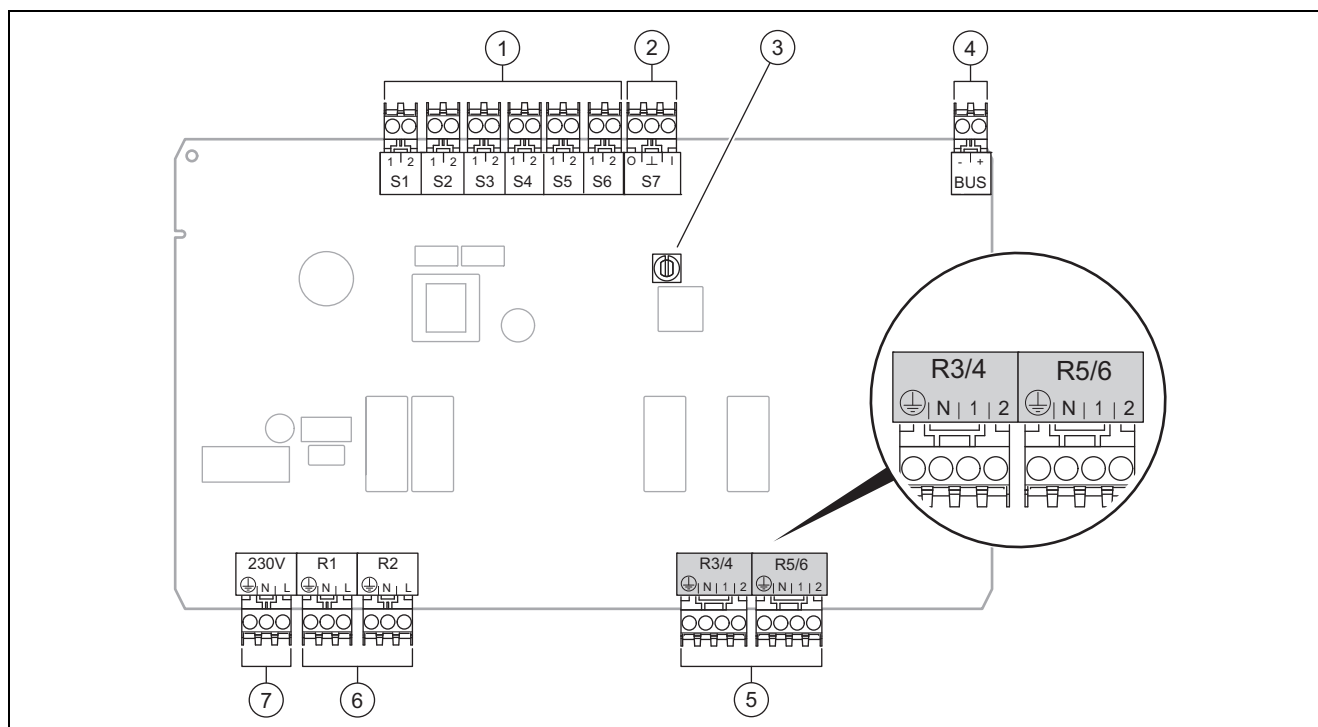 1 2 3 4
1 2 1 2 1 2 1 2 1 2 1 2 O ⊥ I - +
S1 S2 S3 S4 S5 S6 S7 BUS
R3/4 R5/6
N 1 2 N 1 2
230V R1 R2 R3/4 R5/6
N L N L N L N 1 2 N 1 2
7 6 5